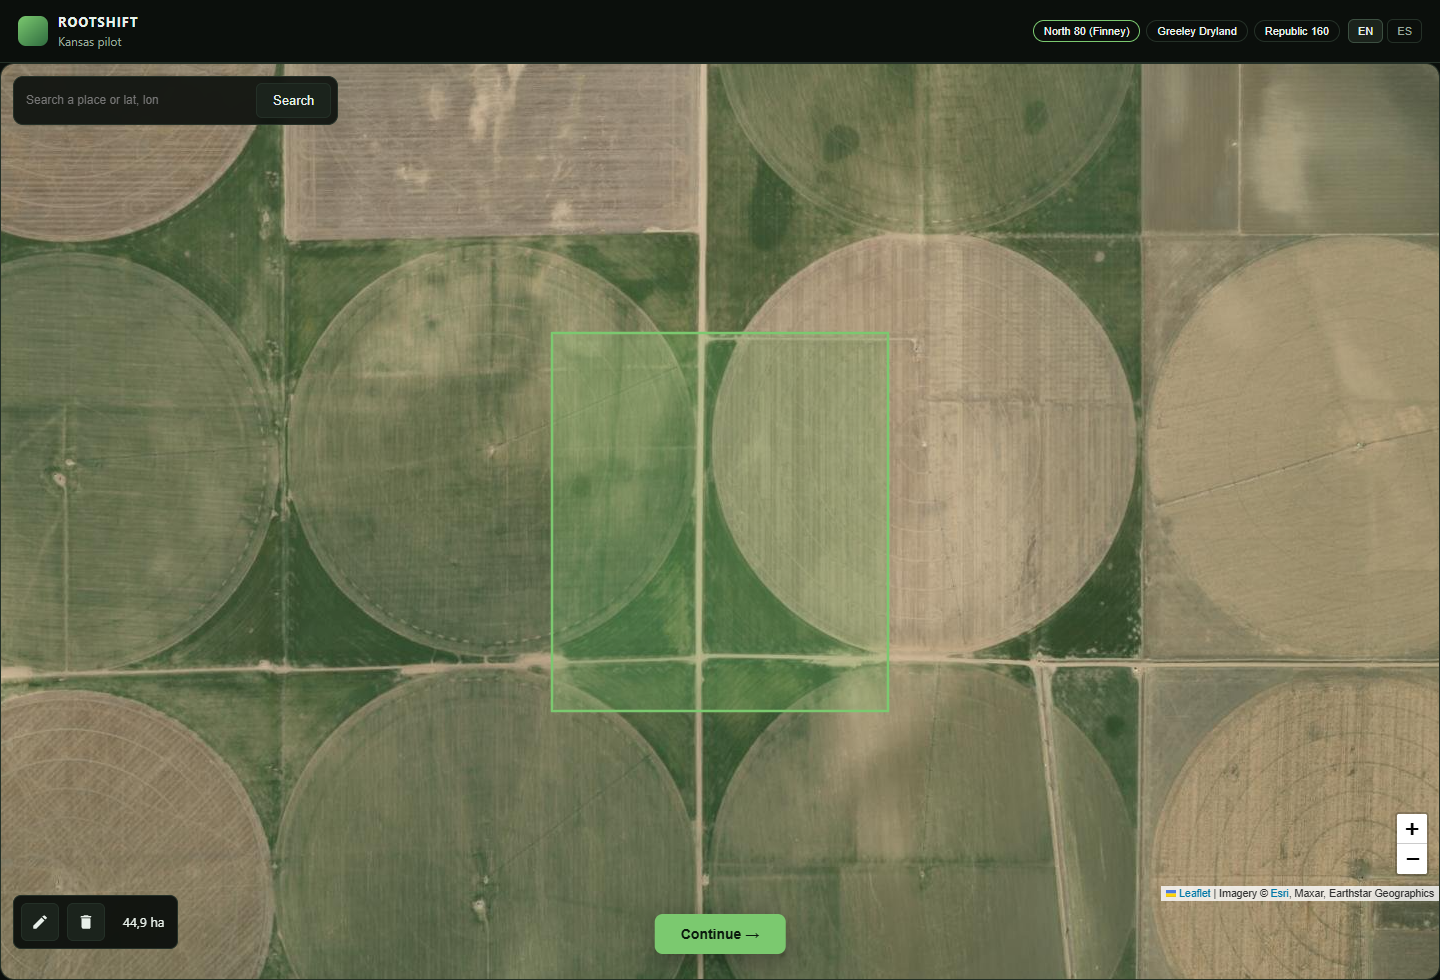 ROOTSHIFT
Kansas pilot
North 80 (Finney)
Greeley Dryland
Republic 160
EN
ES
Search a place or lat, lon
Search
+
−
Leaflet | Imagery © Esri, Maxar, Earthstar Geographics
44,9 ha
Continue →